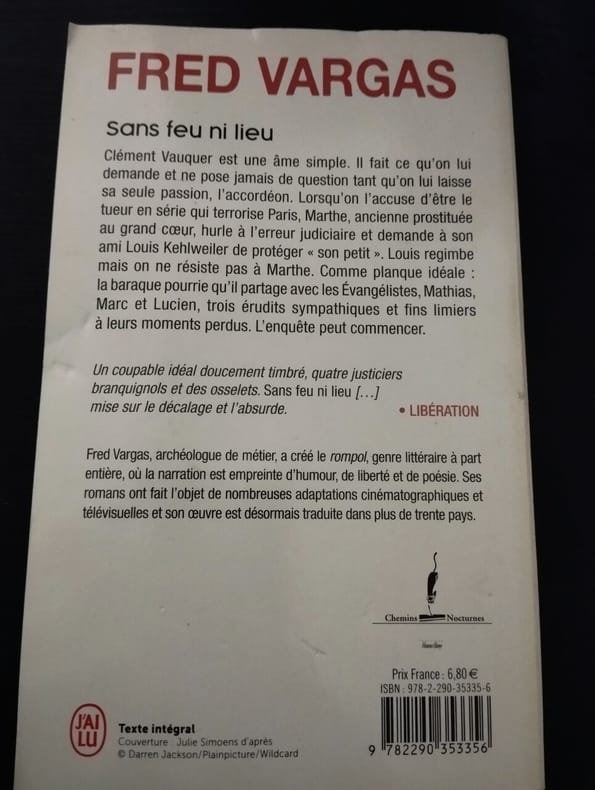 FRED VARGAS
Sans feu ni lieu
Clément Vauquer est une âme simple. Il fait ce qu'on lui
demande et ne pose jamais de question tant qu'on lui laisse
sa seule passion, l'accordéon. Lorsqu'on l'accuse d'être le
tueur en série qui terrorise Paris, Marthe, ancienne prostituée
au grand cœur, hurle à l'erreur judiciaire et demande à son
ami Louis Kehlweiler de protéger « son petit ». Louis regimbe
mais on ne résiste pas à Marthe. Comme planque idéale :
la baraque pourrie qu'il partage avec les Évangélistes, Mathias,
Marc et Lucien, trois érudits sympathiques et fins limiers
à leurs moments perdus. L'enquête peut commencer.
Un coupable idéal doucement timbré, quatre justiciers
branquignols et des osselets. Sans feu ni lieu [...]
mise sur le décalage et l'absurde.
• LIBÉRATION
Fred Vargas, archéologue de métier, a créé le rompol, genre littéraire à part
entière, où la narration est empreinte d'humour, de liberté et de poésie. Ses
romans ont fait l'objet de nombreuses adaptations cinématographiques et
télévisuelles et son œuvre est désormais traduite dans plus de trente pays.
Chemins Nocturnes
Prix France : 6,80 €
ISBN : 978-2-290-35335-6
9 782290 353356
J'AI
LU
Texte intégral
Couverture : Julie Simoens d'après
© Darren Jackson/Plainpicture/Wildcard